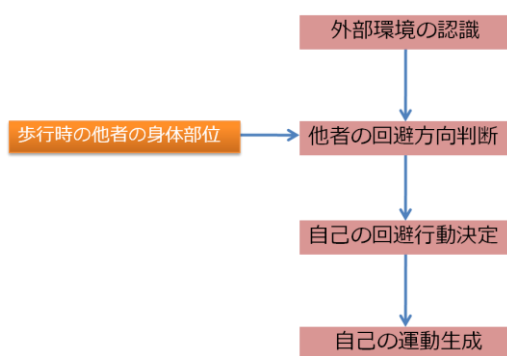 外部環境の認識
歩行時の他者の身体部位
他者の回避方向判断
自己の回避行動決定
自己の運動生成